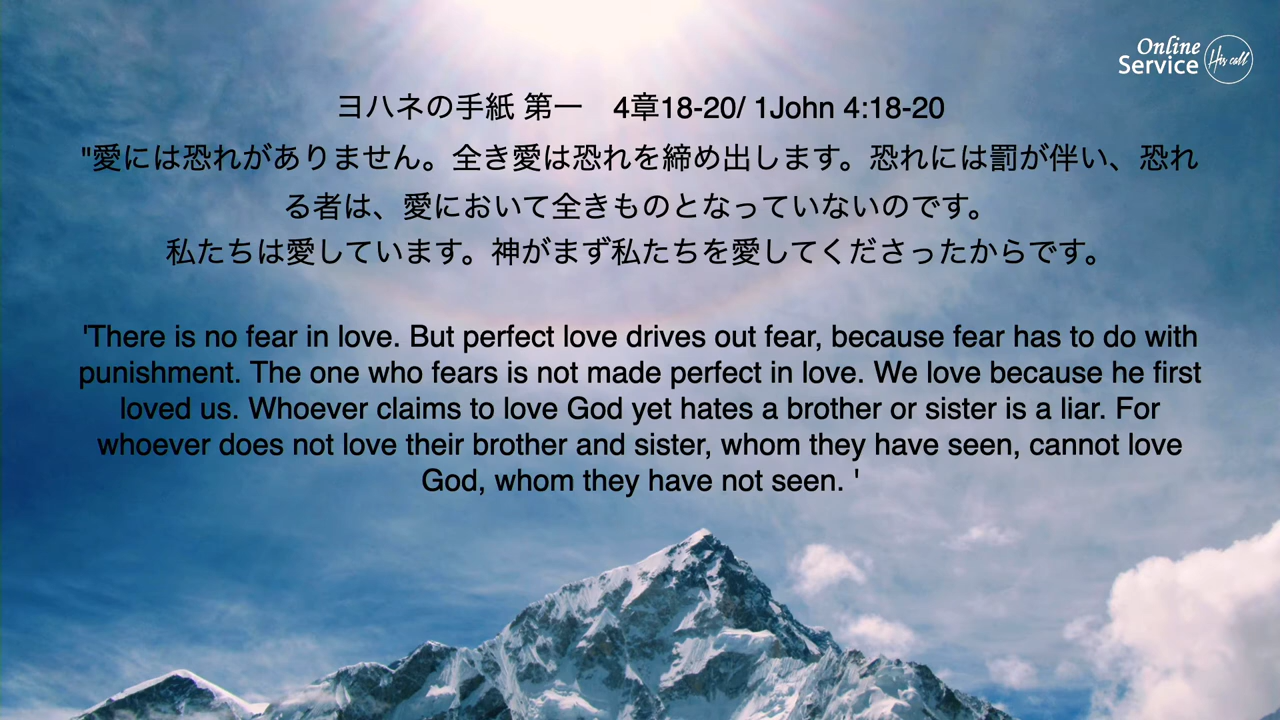 Online
Service
His call
ヨハネの手紙 第一　4章18-20/ 1John 4:18-20
"愛には恐れがありません。全き愛は恐れを締め出します。恐れには罰が伴い、恐れ
る者は、愛において全きものとなっていないのです。
私たちは愛しています。神がまず私たちを愛してくださったからです。
'There is no fear in love. But perfect love drives out fear, because fear has to do with
punishment. The one who fears is not made perfect in love. We love because he first
loved us. Whoever claims to love God yet hates a brother or sister is a liar. For
whoever does not love their brother and sister, whom they have seen, cannot love
God, whom they have not seen. '